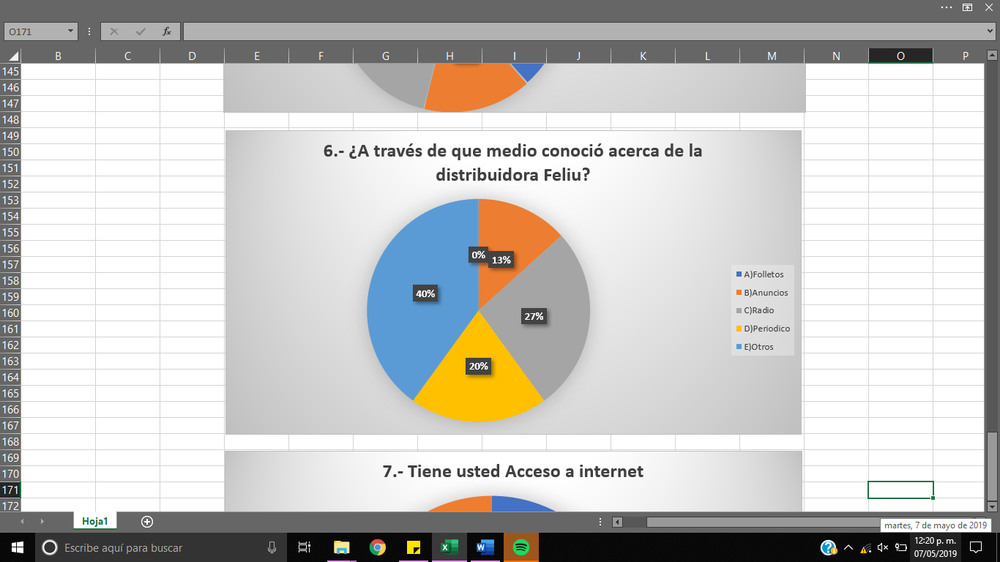 O171
fx
B C D E F G H I J K L M N O P
145
146
147
148
149
150
151
152
153
154
155
156
157
158
159
160
161
162
163
164
165
166
167
168
169
170
171
172
6.- ¿A través de que medio conoció acerca de la
distribuidora Feliu?
0%
13%
40%
27%
20%
A)Folletos
B)Anuncios
C)Radio
D)Periodico
E)Otros
7.- Tiene usted Acceso a internet
Hoja1
martes, 7 de mayo de 2019
Escribe aquí para buscar
12:20 p. m.
07/05/2019